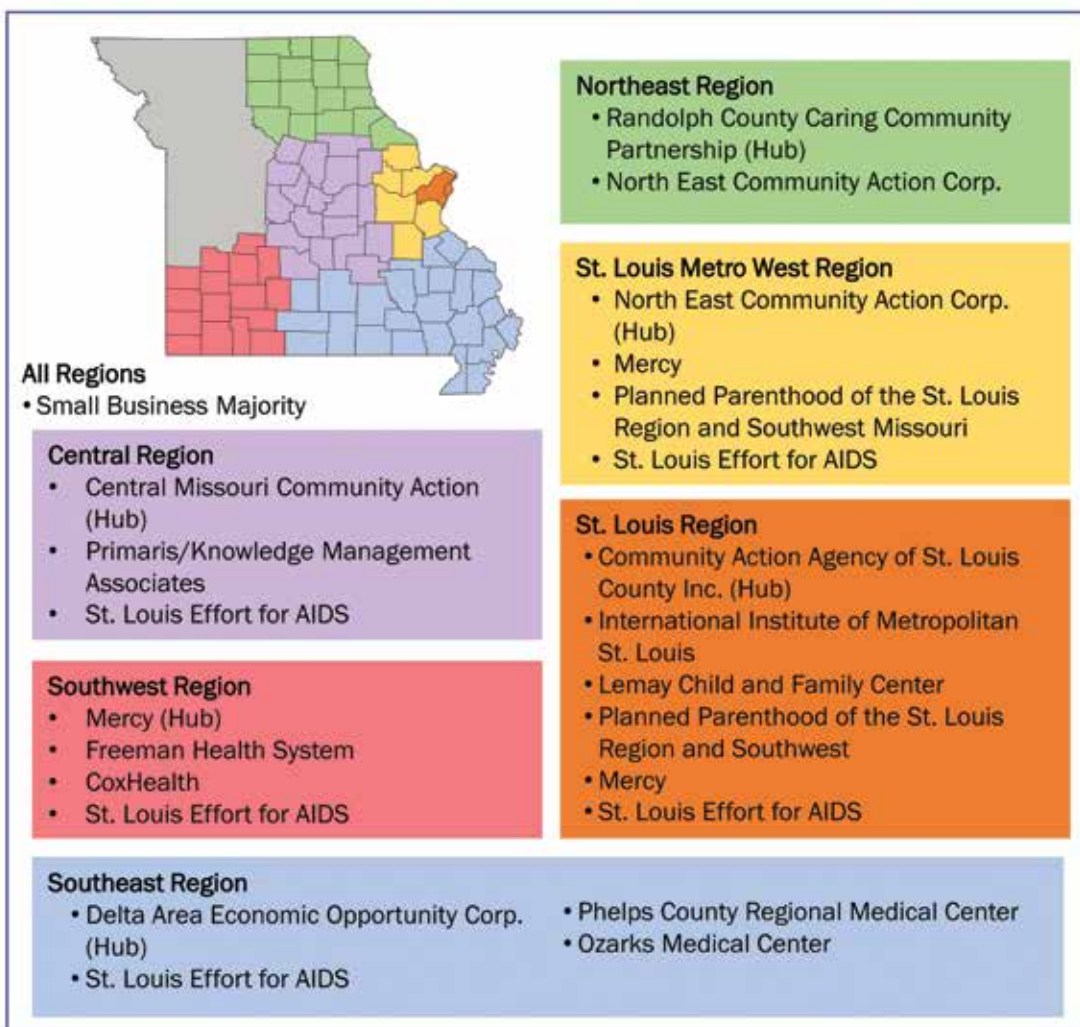 All Regions
• Small Business Majority
Central Region
• Central Missouri Community Action
(Hub)
• Primaris/Knowledge Management
Associates
• St. Louis Effort for AIDS
Southwest Region
• Mercy (Hub)
• Freeman Health System
• CoxHealth
• St. Louis Effort for AIDS
Northeast Region
• Randolph County Caring Community
Partnership (Hub)
• North East Community Action Corp.
St. Louis Metro West Region
• North East Community Action Corp.
(Hub)
• Mercy
• Planned Parenthood of the St. Louis
Region and Southwest Missouri
• St. Louis Effort for AIDS
St. Louis Region
• Community Action Agency of St. Louis
County Inc. (Hub)
• International Institute of Metropolitan
St. Louis
• Lemay Child and Family Center
• Planned Parenthood of the St. Louis
Region and Southwest
• Mercy
• St. Louis Effort for AIDS
Southeast Region
• Delta Area Economic Opportunity Corp.
(Hub)
• St. Louis Effort for AIDS
• Phelps County Regional Medical Center
• Ozarks Medical Center